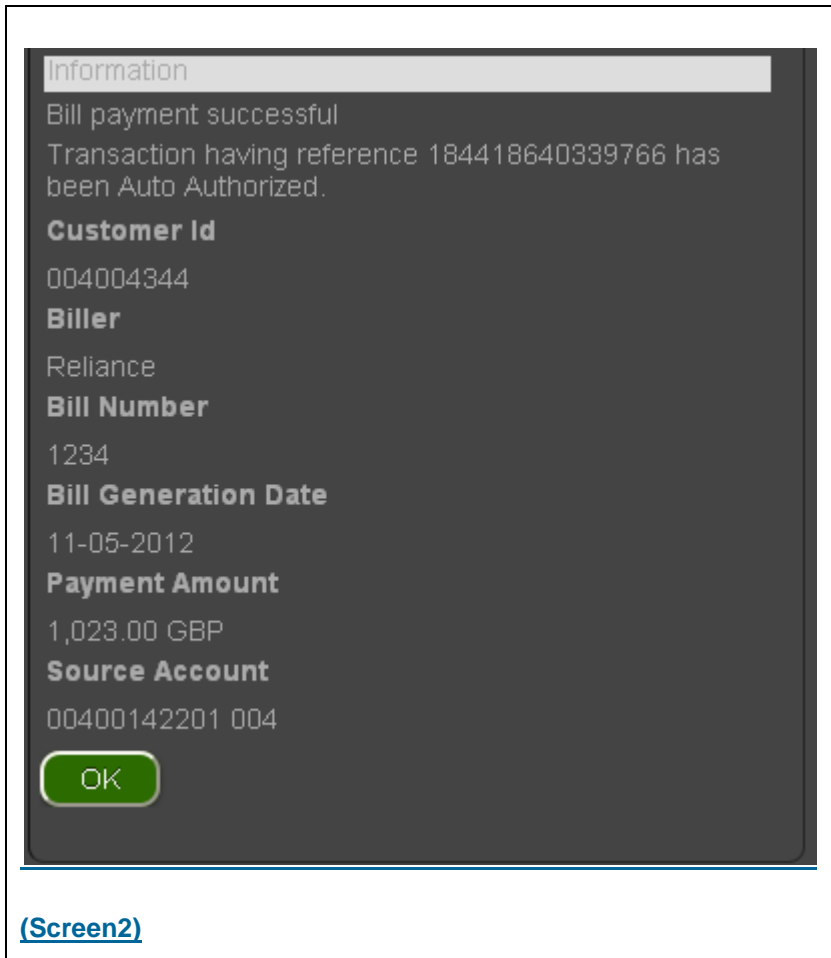 Information
Bill payment successful
Transaction having reference 184418640339766 has
been Auto Authorized.
Customer Id
004004344
Biller
Reliance
Bill Number
1234
Bill Generation Date
11-05-2012
Payment Amount
1,023.00 GBP
Source Account
00400142201 004
OK
(Screen2)